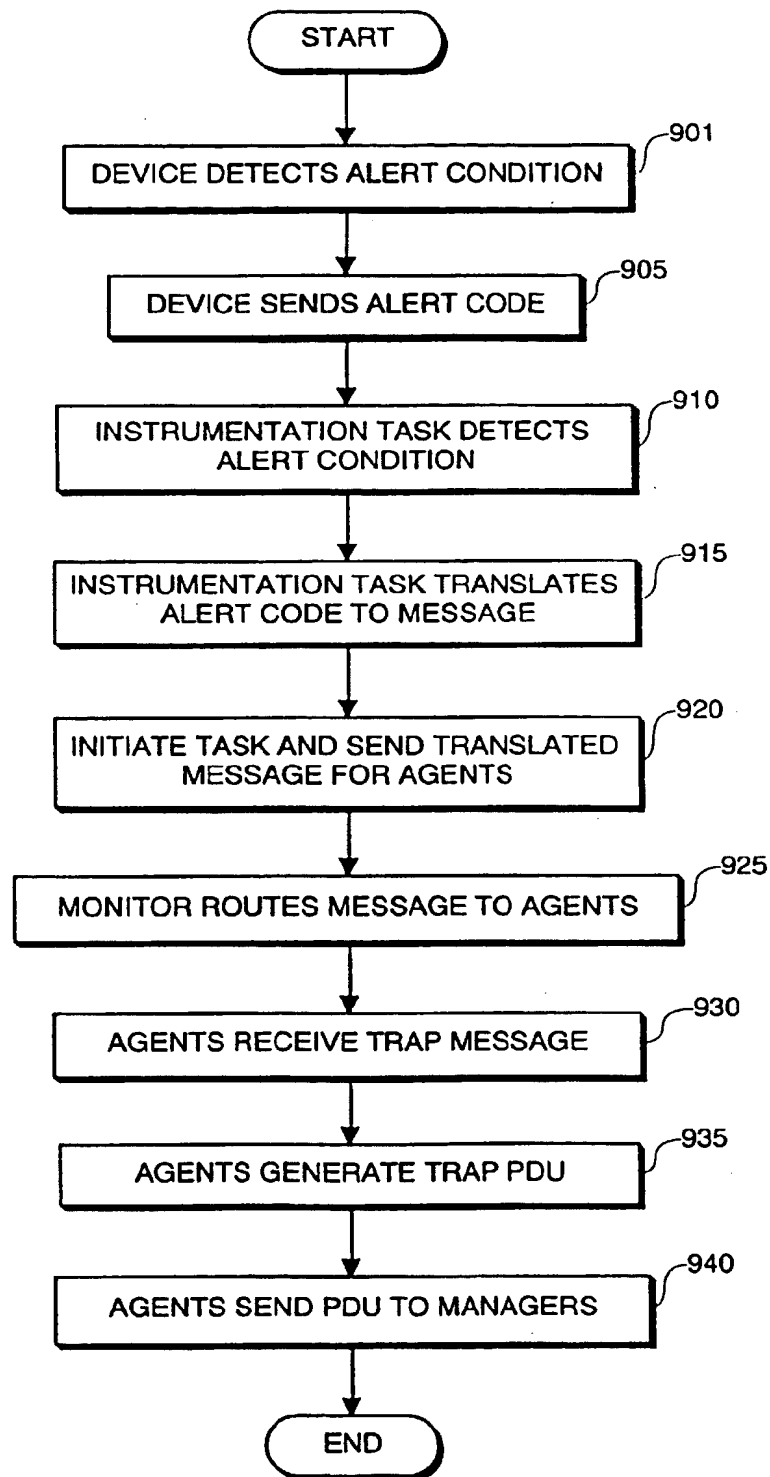 START
901
DEVICE DETECTS ALERT CONDITION
905
DEVICE SENDS ALERT CODE
910
INSTRUMENTATION TASK DETECTS
ALERT CONDITION
915
INSTRUMENTATION TASK TRANSLATES
ALERT CODE TO MESSAGE
920
INITIATE TASK AND SEND TRANSLATED
MESSAGE FOR AGENTS
925
MONITOR ROUTES MESSAGE TO AGENTS
930
AGENTS RECEIVE TRAP MESSAGE
935
AGENTS GENERATE TRAP PDU
940
AGENTS SEND PDU TO MANAGERS
END